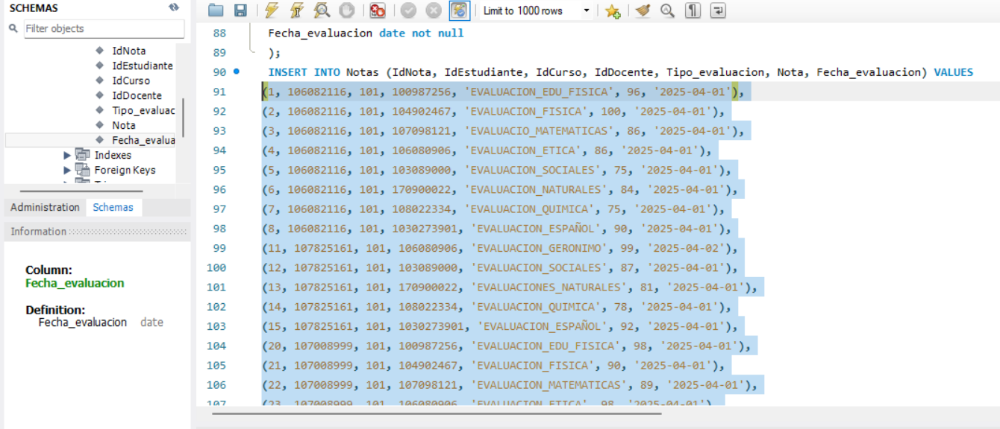 SCHEMAS
Filter objects
IdNota
IdEstudiante
IdCurso
IdDocente
Tipo_evaluac
Nota
Fecha_evalua
Indexes
Foreign Keys
Administration Schemas
Information
Column:
Fecha_evaluacion
Definition:
Fecha_evaluacion date
Limit to 1000 rows
88 Fecha_evaluacion date not null
89 );
90 INSERT INTO Notas (IdNota, IdEstudiante, IdCurso, IdDocente, Tipo_evaluacion, Nota, Fecha_evaluacion) VALUES
91 (1, 106082116, 101, 100987256, 'EVALUACION_EDU_FISICA', 96, '2025-04-01'),
92 (2, 106082116, 101, 104902467, 'EVALUACION_FISICA', 100, '2025-04-01'),
93 (3, 106082116, 101, 107098121, 'EVALUACIO_MATEMATICAS', 86, '2025-04-01'),
94 (4, 106082116, 101, 106080906, 'EVALUACION_ETICA', 86, '2025-04-01'),
95 (5, 106082116, 101, 103089000, 'EVALUACION_SOCIALES', 75, '2025-04-01'),
96 (6, 106082116, 101, 170900022, 'EVALUACION_NATURALES', 84, '2025-04-01'),
97 (7, 106082116, 101, 108022334, 'EVALUACION_QUIMICA', 75, '2025-04-01'),
98 (8, 106082116, 101, 1030273901, 'EVALUACION_ESPAÑOL', 90, '2025-04-01'),
99 (11, 107825161, 101, 106080906, 'EVALUACION_GERONIMO', 99, '2025-04-02'),
100 (12, 107825161, 101, 103089000, 'EVALUACION_SOCIALES', 87, '2025-04-01'),
101 (13, 107825161, 101, 170900022, 'EVALUACIONES_NATURALES', 81, '2025-04-01'),
102 (14, 107825161, 101, 108022334, 'EVALUACION_QUIMICA', 78, '2025-04-01'),
103 (15, 107825161, 101, 1030273901, 'EVALUACION_ESPAÑOL', 92, '2025-04-01'),
104 (20, 107008999, 101, 100987256, 'EVALUACION_EDU_FISICA', 98, '2025-04-01'),
105 (21, 107008999, 101, 104902467, 'EVALUACION_FISICA', 90, '2025-04-01'),
106 (22, 107008999, 101, 107098121, 'EVALUACION_MATEMATICAS', 89, '2025-04-01'),
107 (23, 107008999, 101, 106080906, 'EVALUACION_ETICA', 98, '2025-04-01')